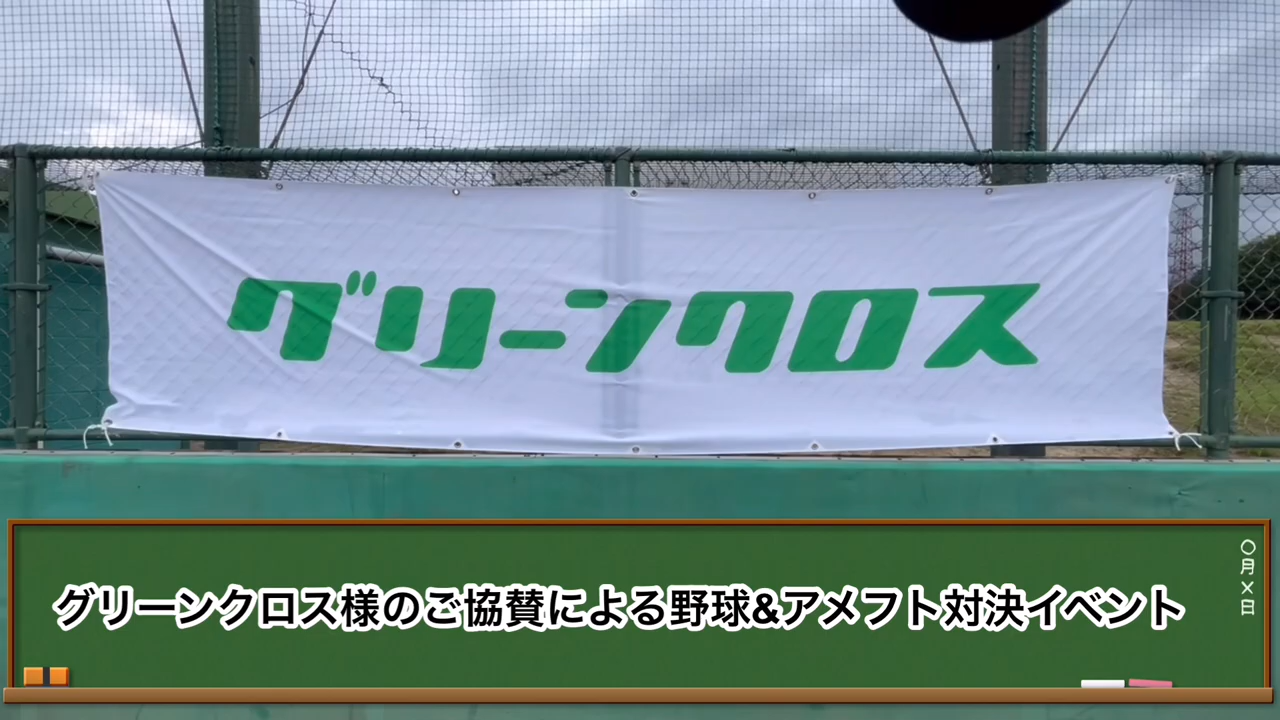 グリーンクロス
グリーンクロス様のご協賛による野球&アメフト対決イベント
〇月×日